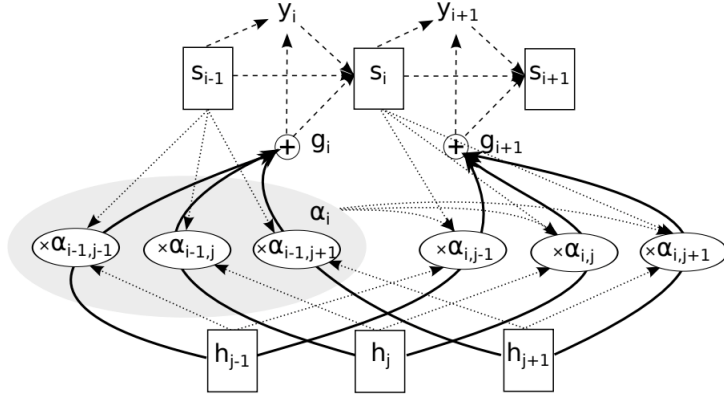 y_i y_{i+1}
s_{i-1} s_i s_{i+1}
+ g_i + g_{i+1}
α_i
×α_{i-1,j-1} ×α_{i-1,j} ×α_{i-1,j+1} ×α_{i,j-1} ×α_{i,j} ×α_{i,j+1}
h_{j-1} h_j h_{j+1}